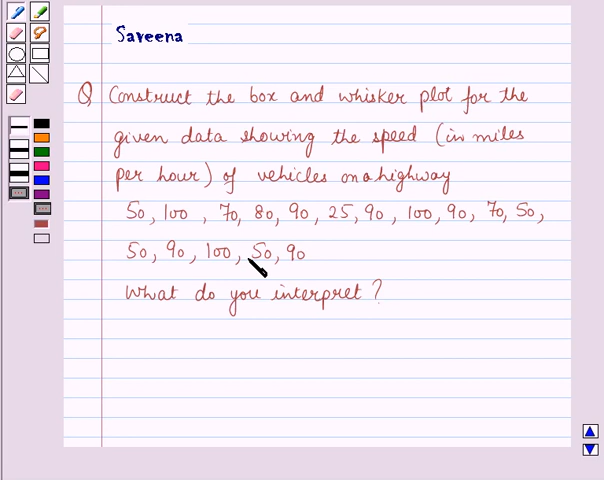 Saveena
Q Construct the box and whisker plot for the
given data showing the speed (in miles
per hour) of vehicles on a highway
50, 100, 70, 80, 90, 25, 90, 100, 90, 70, 50,
50, 90, 100, 50, 90
What do you interpret?